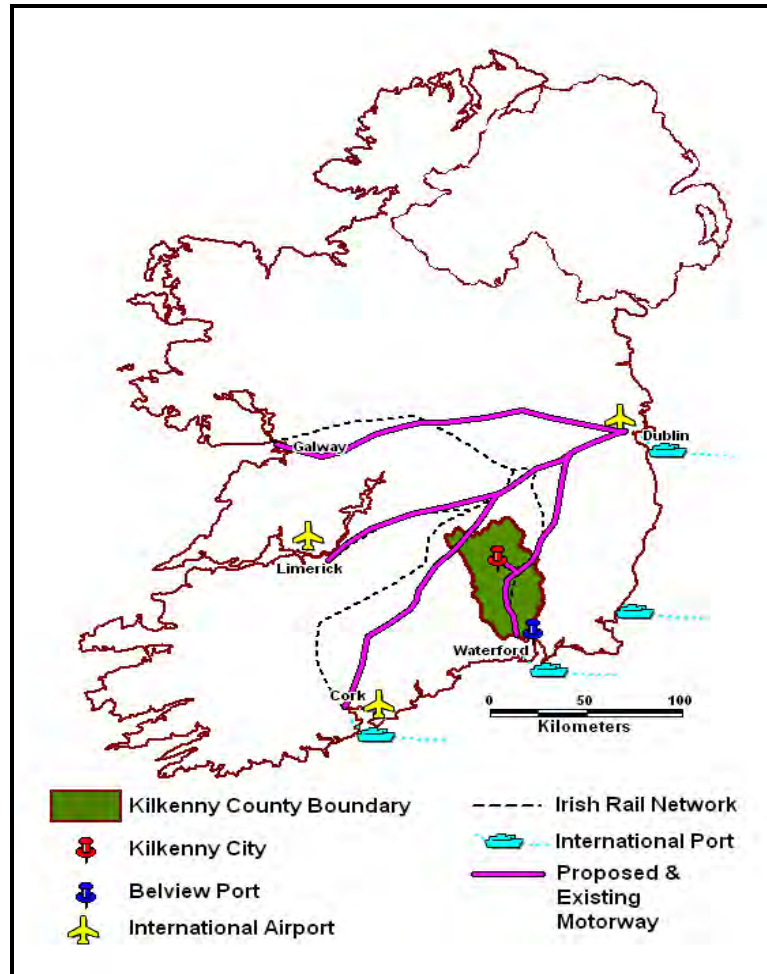 Galway
Dublin
Limerick
Waterford
Cork
0 50 100
Kilometers
Kilkenny County Boundary
Kilkenny City
Belview Port
International Airport
Irish Rail Network
International Port
Proposed &
Existing
Motorway